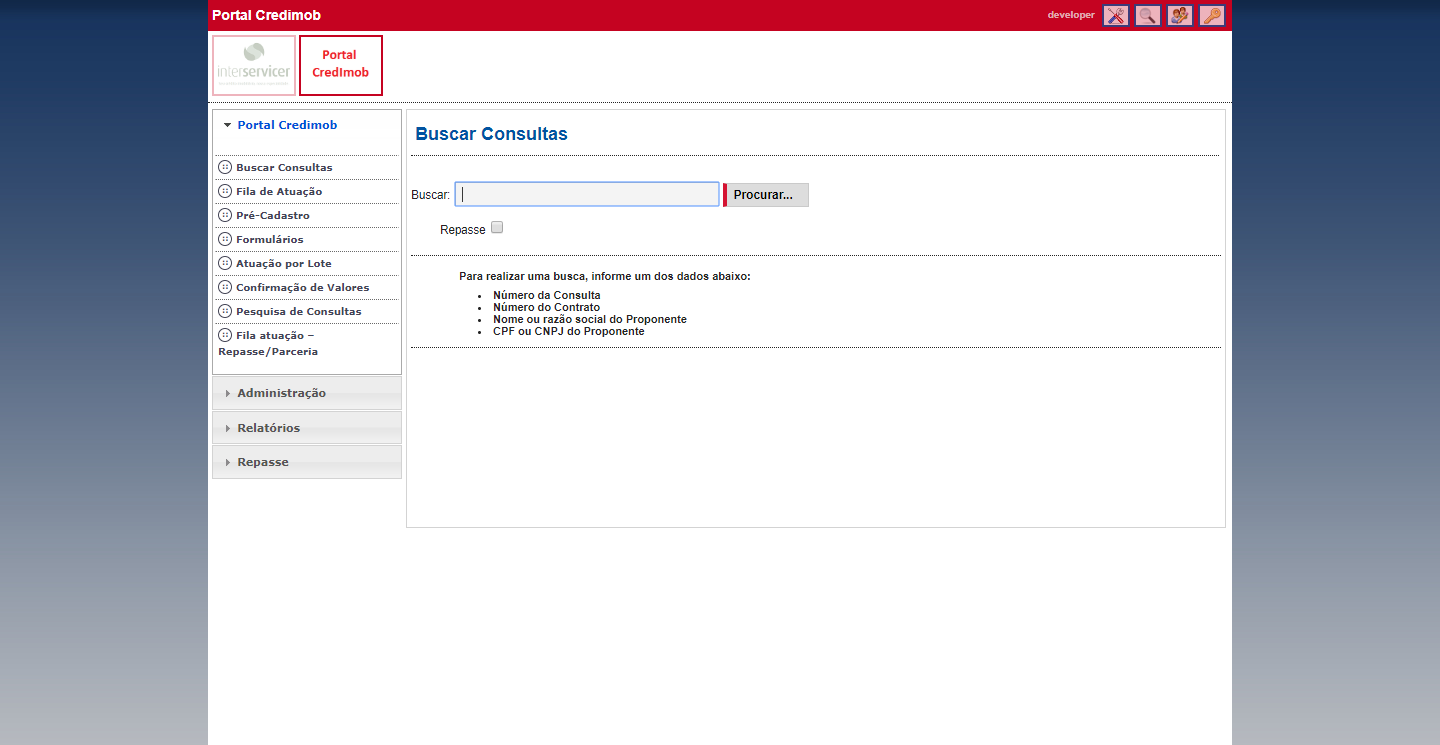 Portal Credimob
developer
interservicer
Portal
CredImob
Portal Credimob
Buscar Consultas
Fila de Atuação
Pré-Cadastro
Formulários
Atuação por Lote
Confirmação de Valores
Pesquisa de Consultas
Fila atuação –
Repasse/Parceria
Administração
Relatórios
Repasse
Buscar Consultas
Buscar:
Procurar...
Repasse
Para realizar uma busca, informe um dos dados abaixo:
• Número da Consulta
• Número do Contrato
• Nome ou razão social do Proponente
• CPF ou CNPJ do Proponente